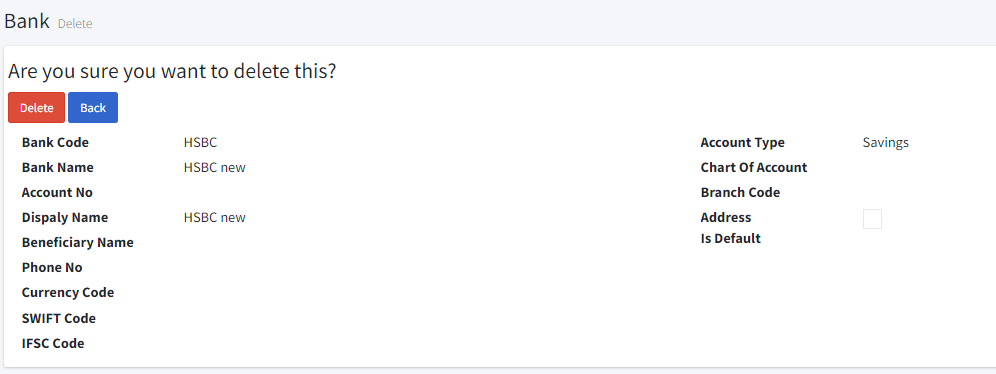 Bank Delete
Are you sure you want to delete this?
Delete Back
Bank Code HSBC Account Type Savings
Bank Name HSBC new Chart Of Account
Account No Branch Code
Dispaly Name HSBC new Address
Beneficiary Name Is Default
Phone No
Currency Code
SWIFT Code
IFSC Code